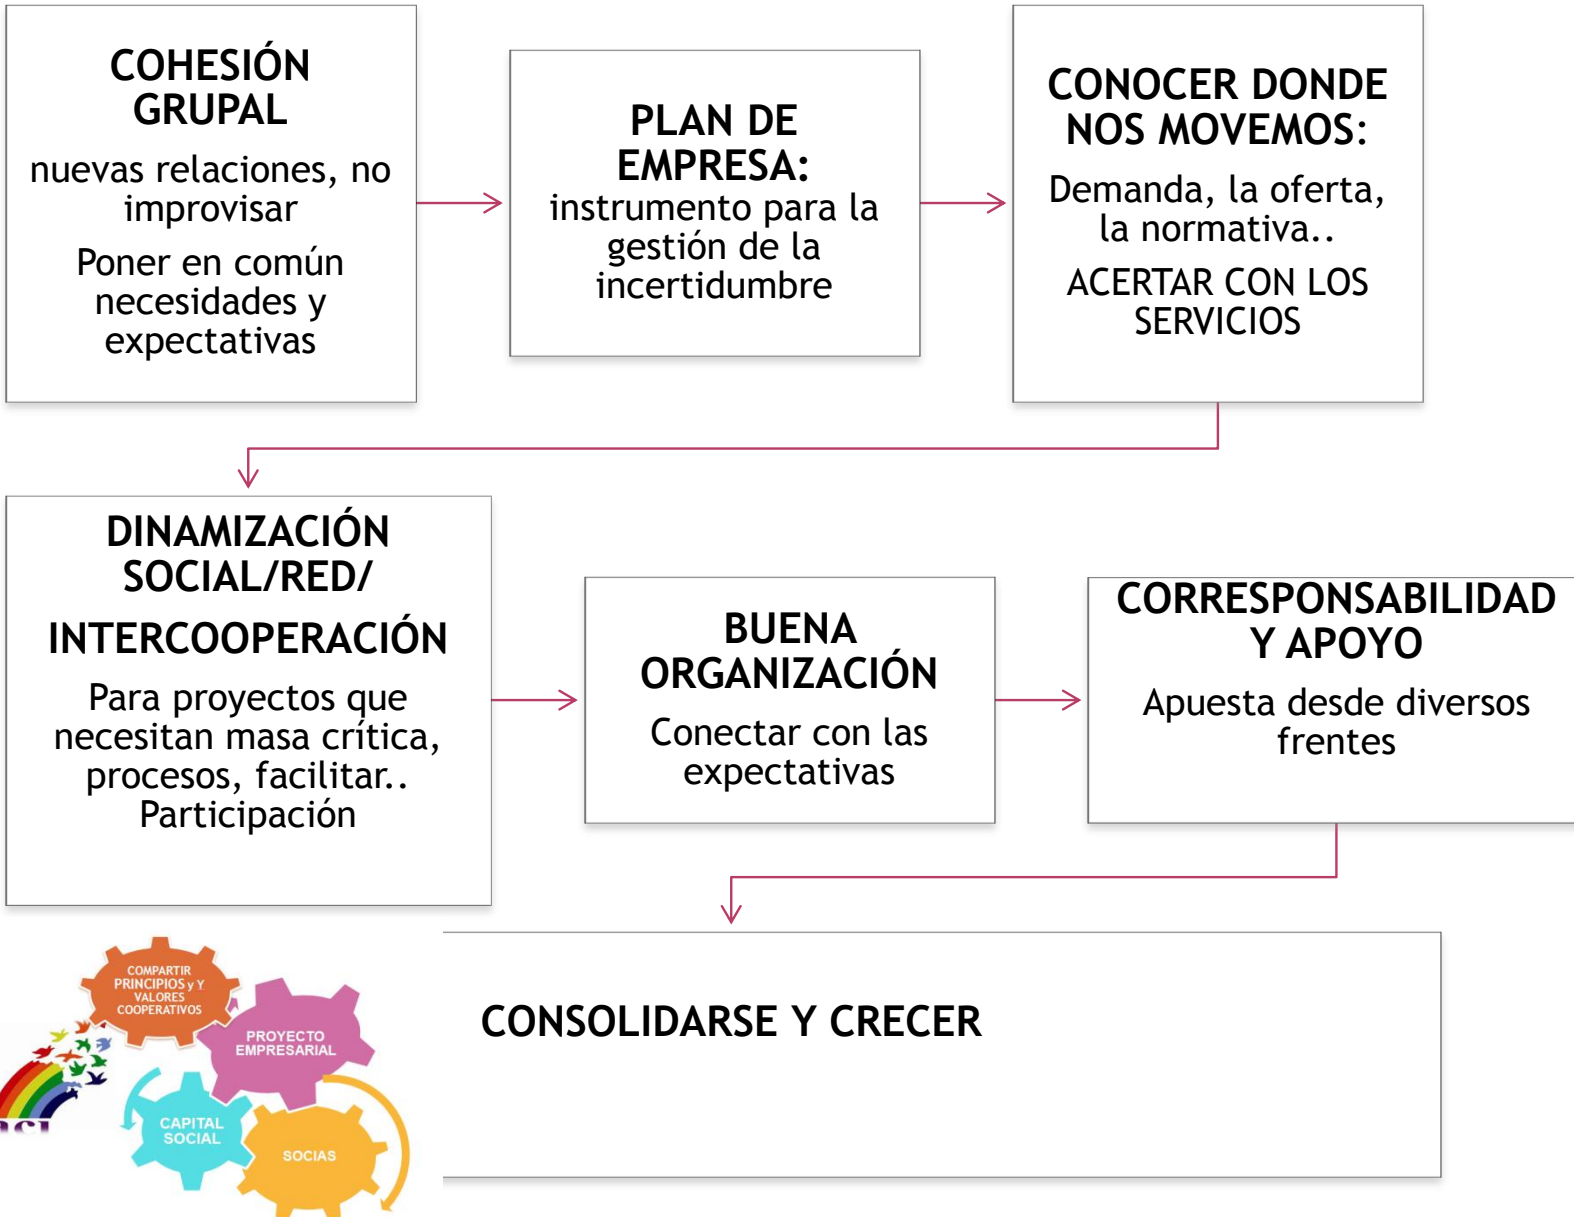 COHESIÓN
GRUPAL
nuevas relaciones, no
improvisar
Poner en común
necesidades y
expectativas
PLAN DE
EMPRESA:
instrumento para la
gestión de la
incertidumbre
CONOCER DONDE
NOS MOVEMOS:
Demanda, la oferta,
la normativa..
ACERTAR CON LOS
SERVICIOS
DINAMIZACIÓN
SOCIAL/RED/
INTERCOOPERACIÓN
Para proyectos que
necesitan masa crítica,
procesos, facilitar..
Participación
BUENA
ORGANIZACIÓN
Conectar con las
expectativas
CORRESPONSABILIDAD
Y APOYO
Apuesta desde diversos
frentes
COMPARTIR
PRINCIPIOS y Y
VALORES
COOPERATIVOS
PROYECTO
EMPRESARIAL
CAPITAL
SOCIAL
SOCIAS
CONSOLIDARSE Y CRECER